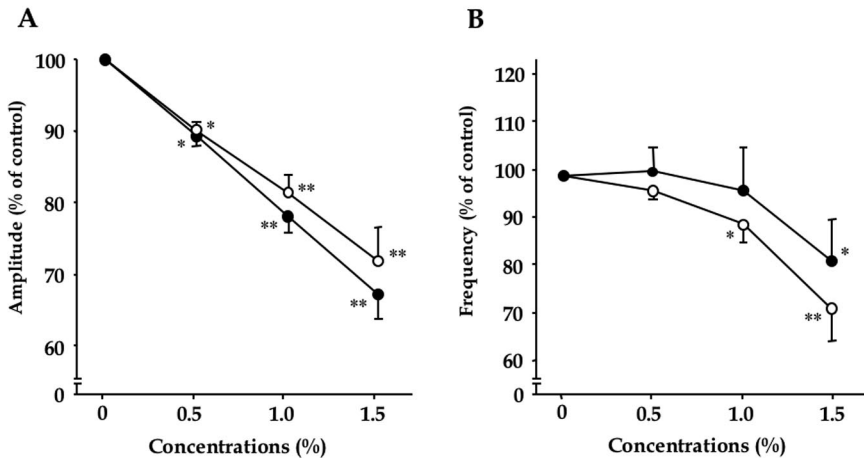 A
Amplitude (% of control)
100
90
80
70
60
0
*
*
**
**
**
**
0 0.5 1.0 1.5
Concentrations (%)
B
Frequency (% of control)
120
110
100
90
80
70
60
0
*
*
**
0 0.5 1.0 1.5
Concentrations (%)